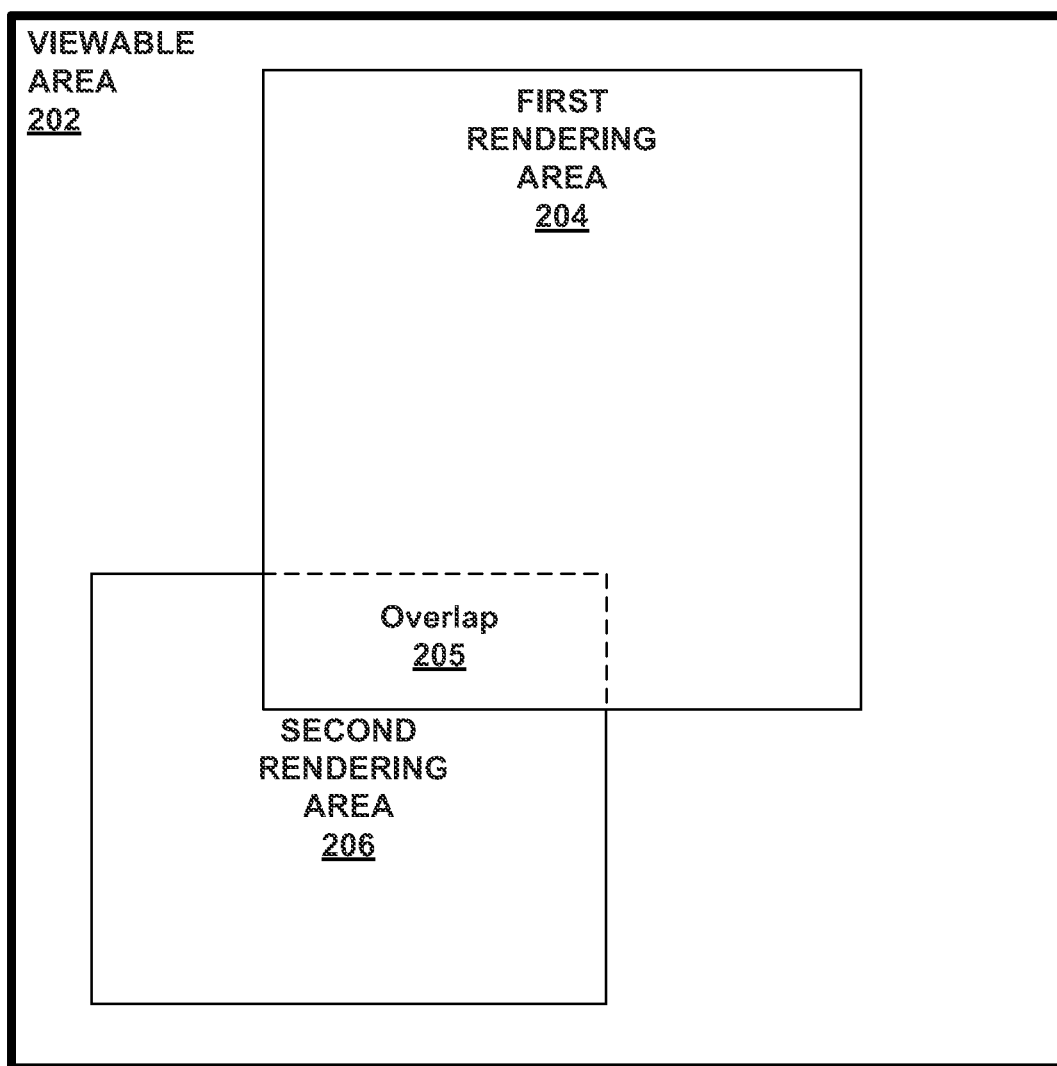 VIEWABLE
AREA
202
FIRST
RENDERING
AREA
204
Overlap
205
SECOND
RENDERING
AREA
206